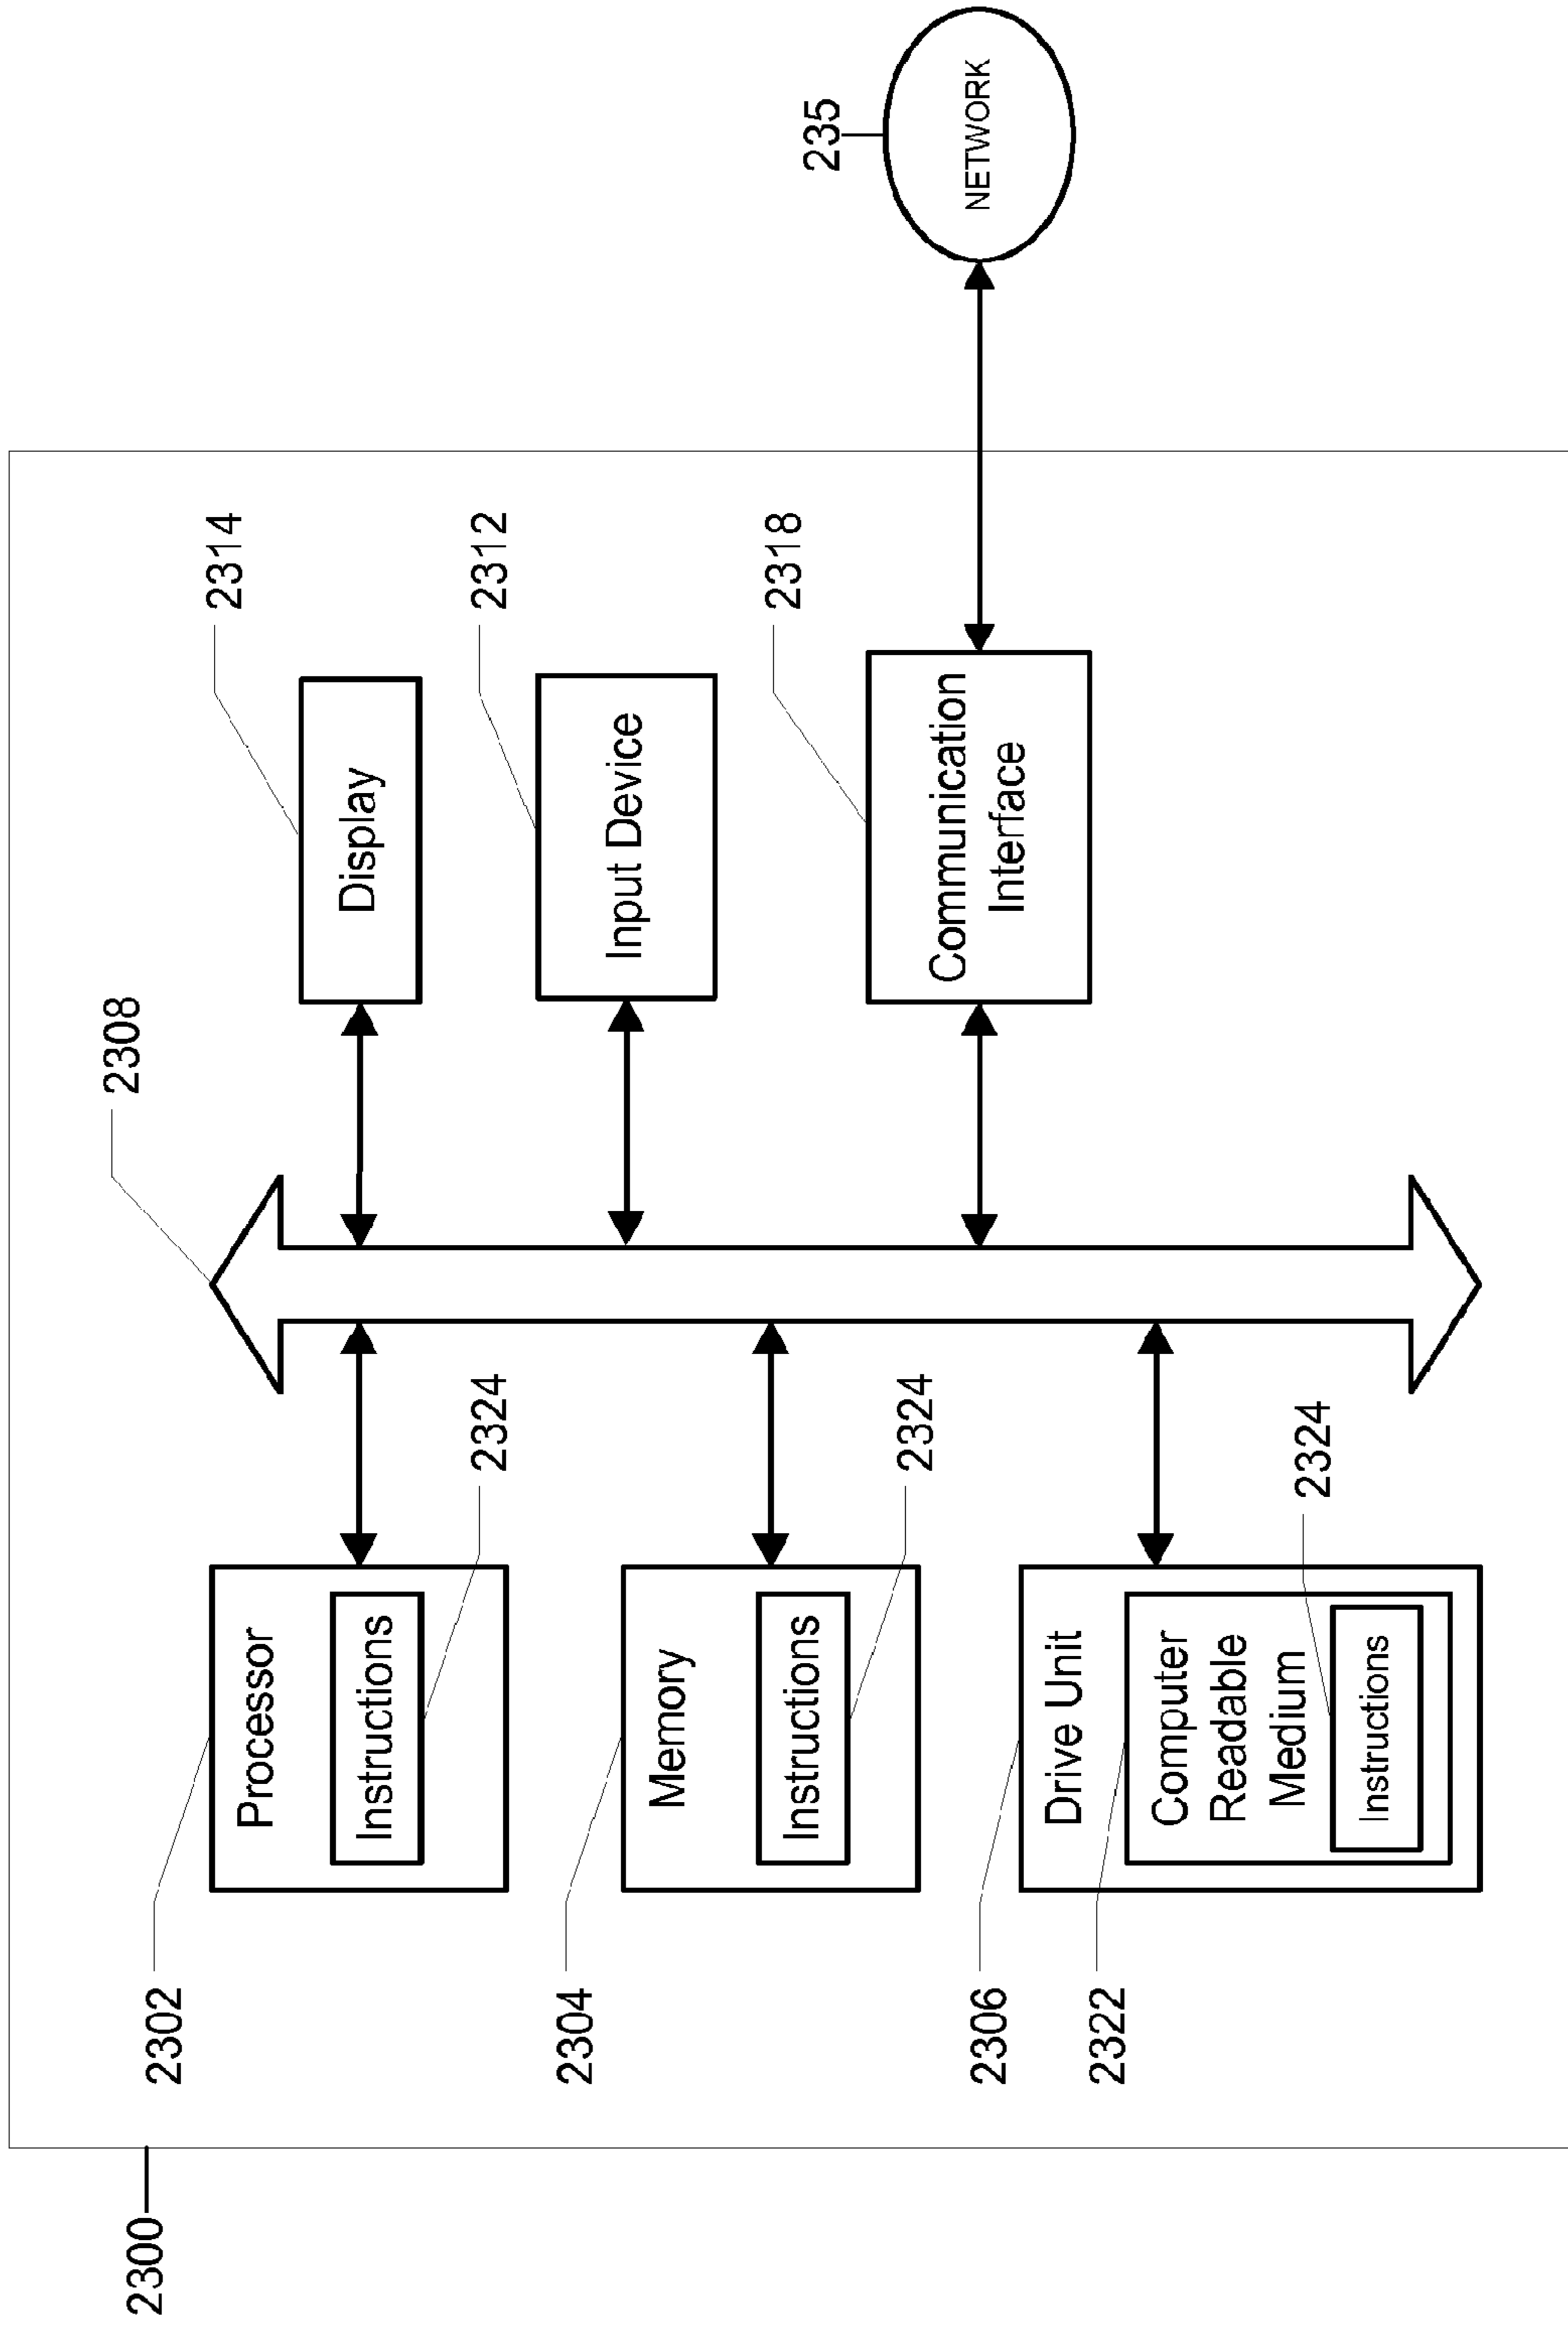 2300
2302
Processor
Instructions
2324
2304
Memory
Instructions
2324
2306
Drive Unit
2322
Computer
Readable
Medium
Instructions
2324
2308
2314
Display
2312
Input Device
2318
Communication
Interface
235
NETWORK